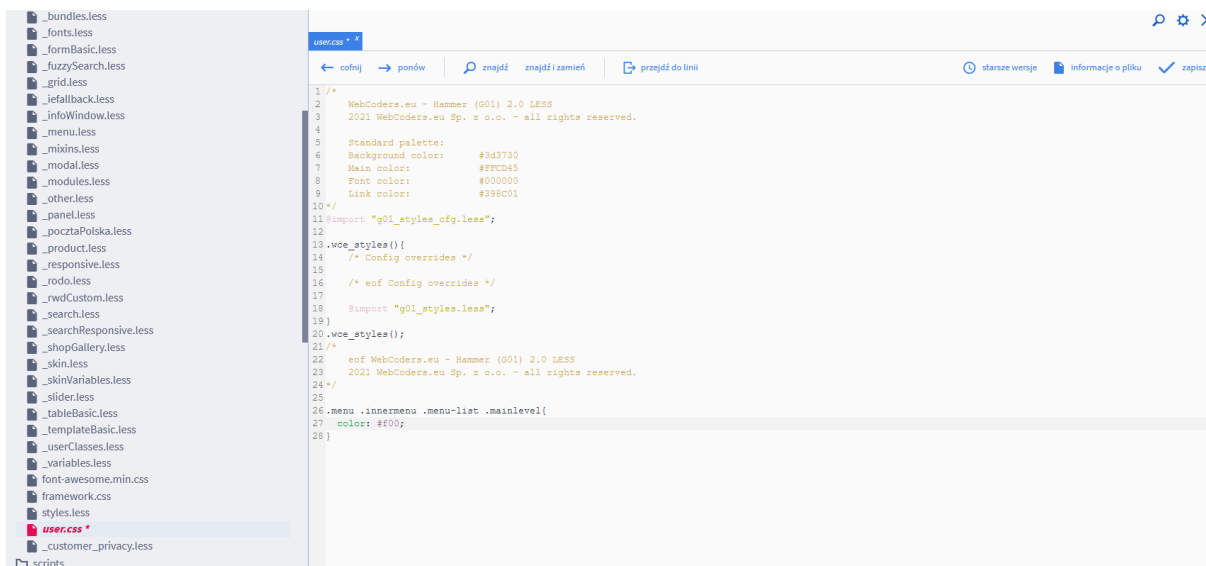 _bundles.less
_fonts.less
_formBasic.less
_fuzzySearch.less
_grid.less
_iefallback.less
_infoWindow.less
_menu.less
_mixins.less
_modal.less
_modules.less
_other.less
_panel.less
_pocztaPolska.less
_product.less
_responsive.less
_rodo.less
_rwdCustom.less
_search.less
_searchResponsive.less
_shopGallery.less
_skin.less
_skinVariables.less
_slider.less
_tableBasic.less
_templateBasic.less
_userClasses.less
_variables.less
font-awesome.min.css
framework.css
styles.less
user.css *
_customer_privacy.less
scripts
user.css * x
cofnij ponów znajdź znajdź i zamień przejdź do linii starsze wersje informacje o pliku zapisz
1 /*
2 WebCoders.eu - Hammer (G01) 2.0 LESS
3 2021 WebCoders.eu Sp. z o.o. - all rights reserved.
4
5 Standard palette:
6 Background color: #3d3730
7 Main color: #FFCD45
8 Font color: #000000
9 Link color: #398C01
10 */
11 @import "g01_styles_cfg.less";
12
13 .wce_styles(){
14 /* Config overrides */
15
16 /* eof Config overrides */
17
18 @import "g01_styles.less";
19 }
20 .wce_styles();
21 /*
22 eof WebCoders.eu - Hammer (G01) 2.0 LESS
23 2021 WebCoders.eu Sp. z o.o. - all rights reserved.
24 */
25
26 .menu .innermenu .menu-list .mainlevel{
27 color: #f00;
28 }